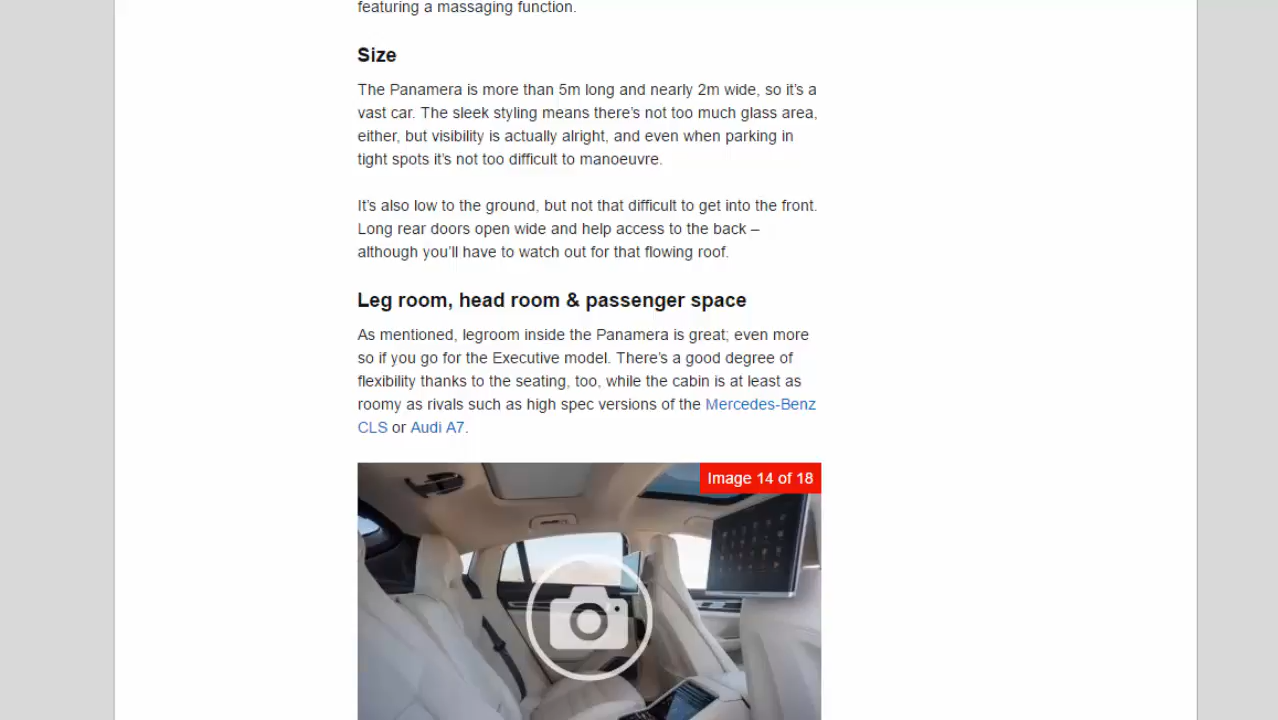 featuring a massaging function.
Size
The Panamera is more than 5m long and nearly 2m wide, so it's a
vast car. The sleek styling means there's not too much glass area,
either, but visibility is actually alright, and even when parking in
tight spots it's not too difficult to manoeuvre.
It's also low to the ground, but not that difficult to get into the front.
Long rear doors open wide and help access to the back –
although you'll have to watch out for that flowing roof.
Leg room, head room & passenger space
As mentioned, legroom inside the Panamera is great; even more
so if you go for the Executive model. There's a good degree of
flexibility thanks to the seating, too, while the cabin is at least as
roomy as rivals such as high spec versions of the Mercedes-Benz
CLS or Audi A7.
Image 14 of 18